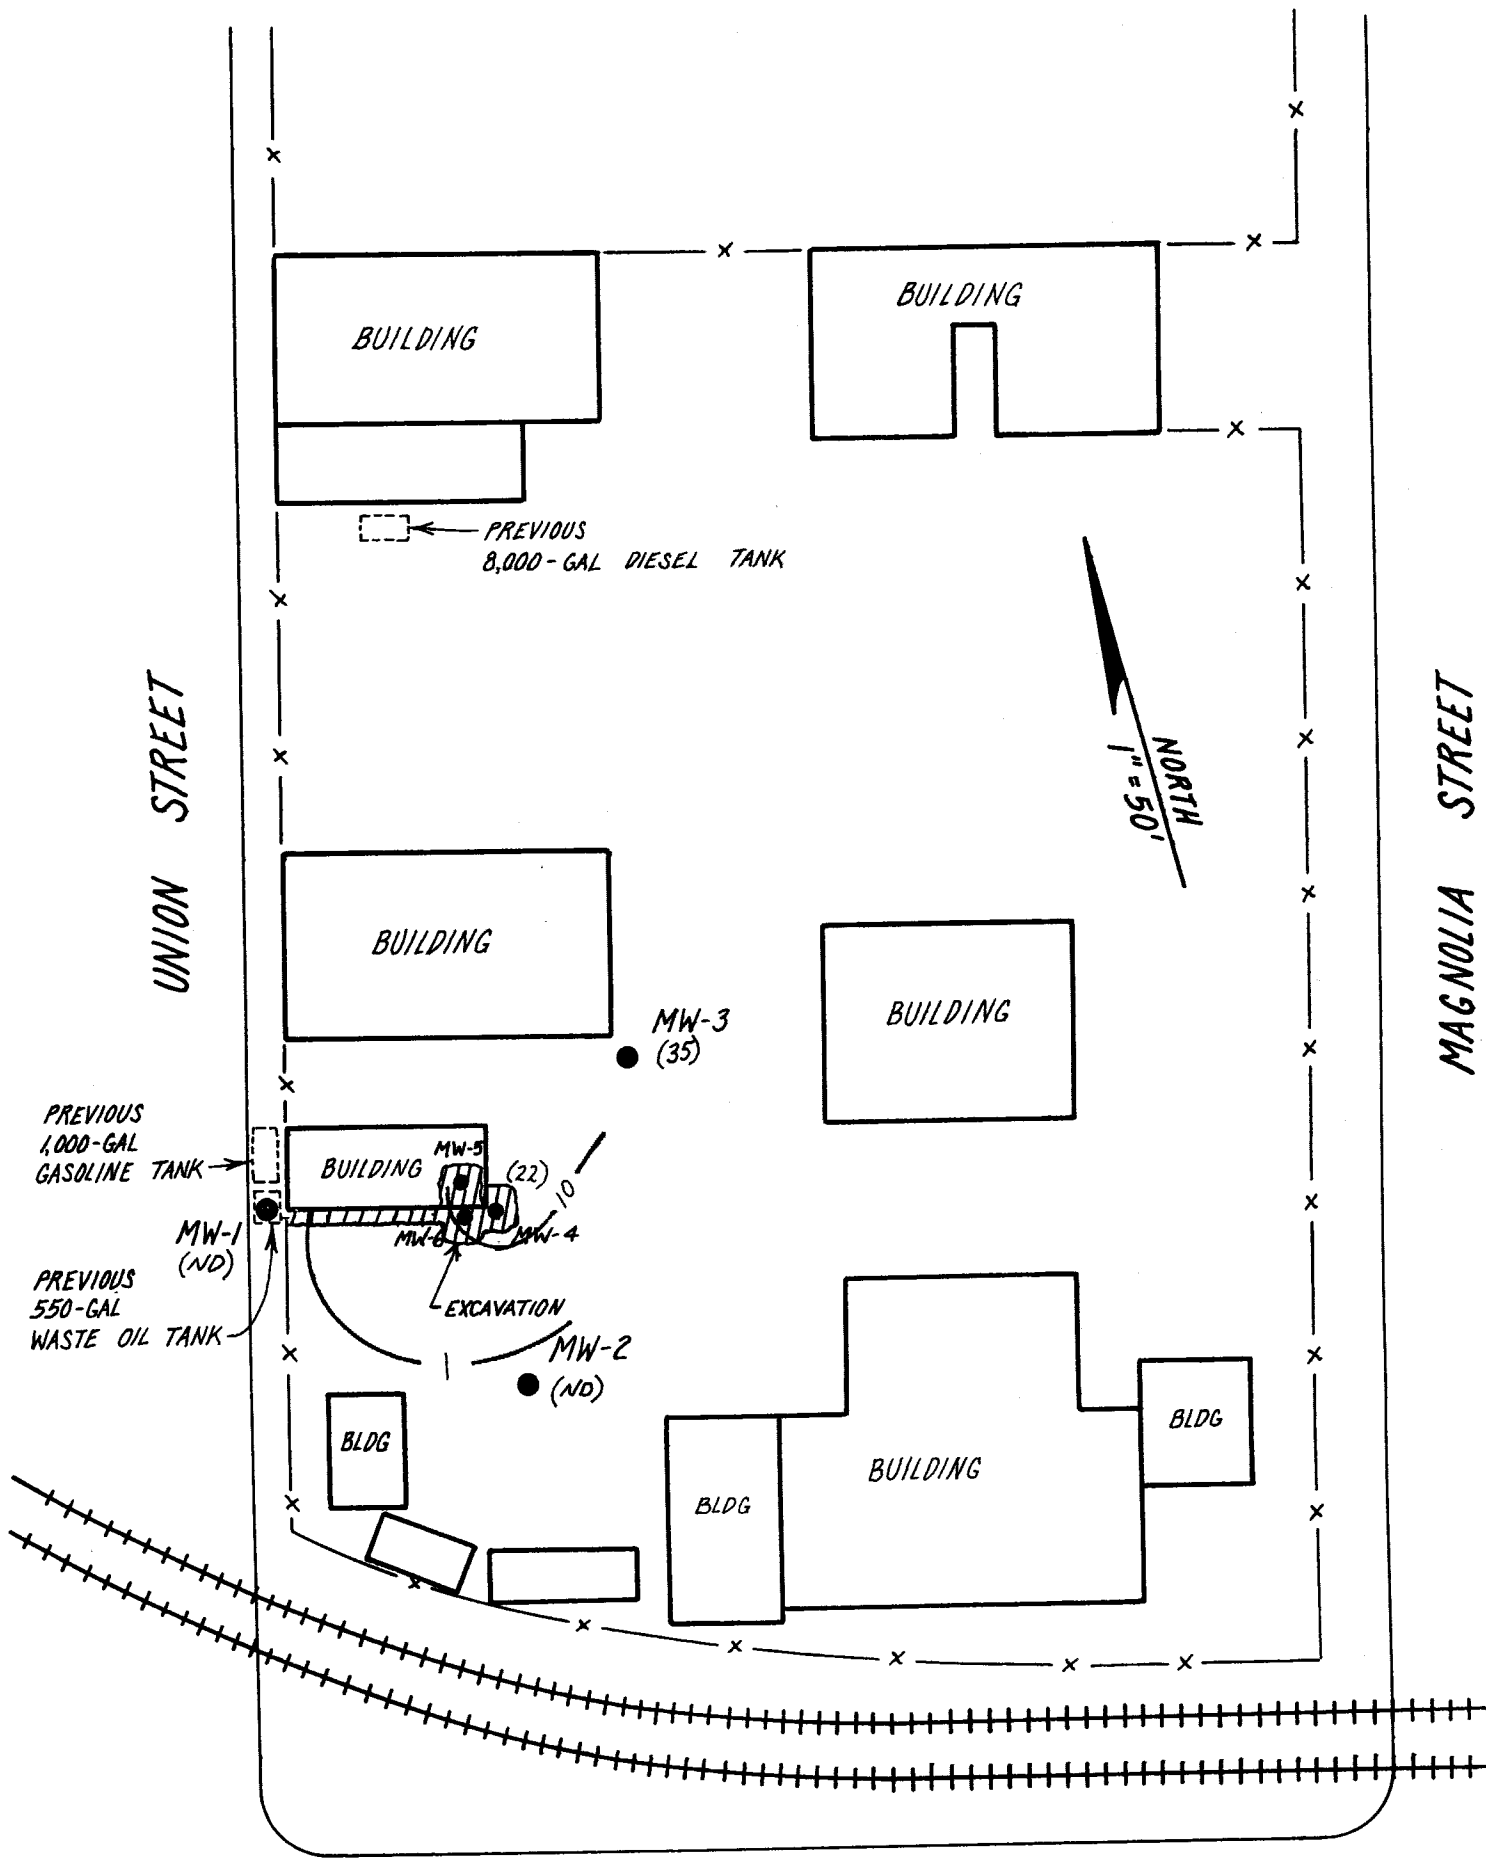 BUILDING
BUILDING
PREVIOUS
8,000-GAL DIESEL TANK
UNION STREET
MAGNOLIA STREET
NORTH
1" = 50'
BUILDING
BUILDING
MW-3
(35)
PREVIOUS
1,000-GAL
GASOLINE TANK
BUILDING
MW-5
(22)
10
MW-1
(ND)
MW-6
MW-4
PREVIOUS
550-GAL
WASTE OIL TANK
EXCAVATION
MW-2
(ND)
1
BLDG
BLDG
BUILDING
BLDG